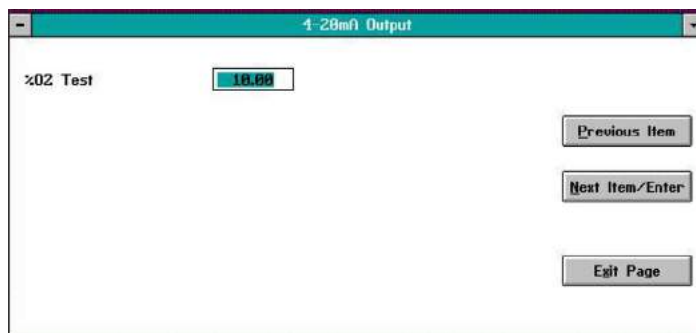 4-20mA Output
%O2 Test 10.00
Previous Item
Next Item/Enter
Exit Page